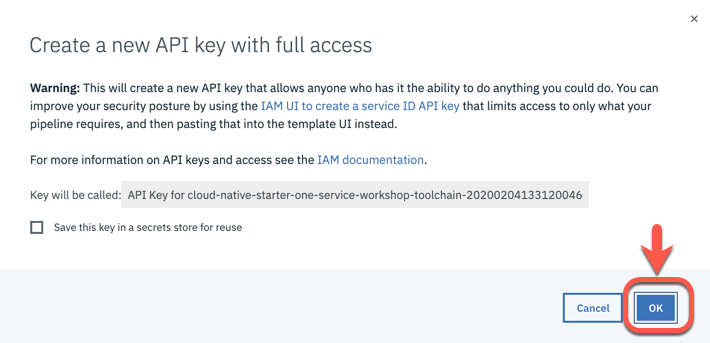 ×
Create a new API key with full access
Warning: This will create a new API key that allows anyone who has it the ability to do anything you could do. You can
improve your security posture by using the IAM UI to create a service ID API key that limits access to only what your
pipeline requires, and then pasting that into the template UI instead.
For more information on API keys and access see the IAM documentation.
Key will be called: API Key for cloud-native-starter-one-service-workshop-toolchain-20200204133120046
Save this key in a secrets store for reuse
Cancel OK